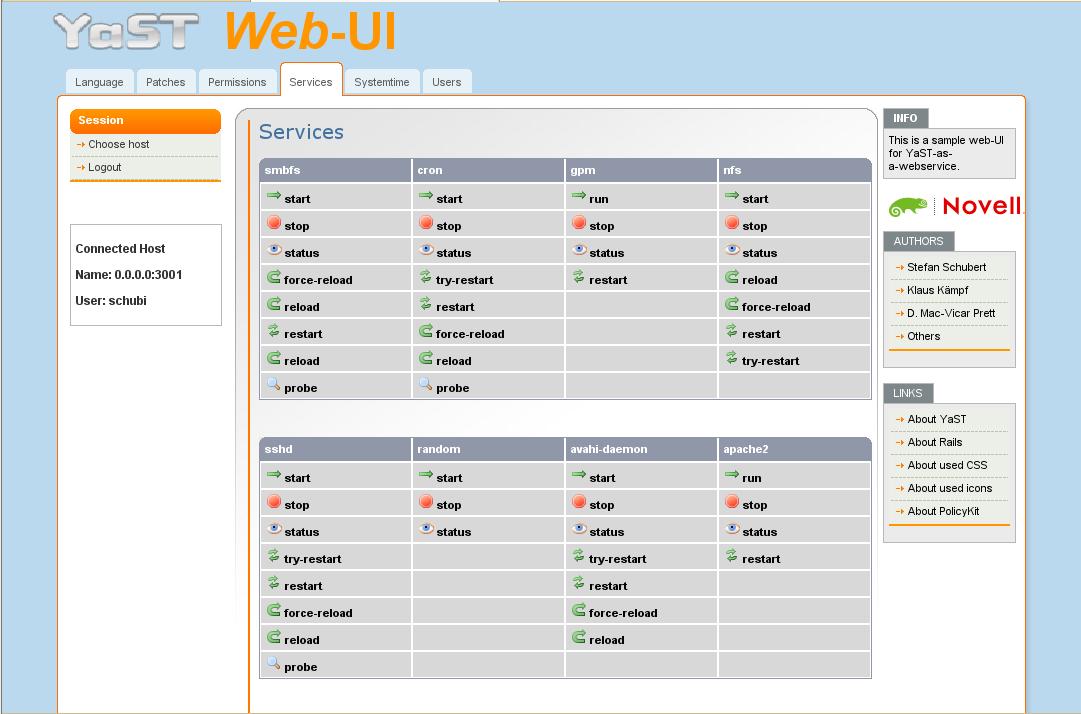 YaST Web-UI
Language Patches Permissions Services Systemtime Users
Session
Choose host
Logout
Connected Host
Name: 0.0.0.0:3001
User: schubi
Services
smbfs cron gpm nfs
start start run start
stop stop stop stop
status status status status
force-reload try-restart restart reload
reload restart force-reload
restart force-reload restart
reload reload try-restart
probe probe
sshd random avahi-daemon apache2
start start start run
stop stop stop stop
status status status status
try-restart try-restart restart
restart restart
force-reload force-reload
reload reload
probe
INFO
This is a sample web-UI
for YaST-as-
a-webservice.
Novell.
AUTHORS
Stefan Schubert
Klaus Kämpf
D. Mac-Vicar Prett
Others
LINKS
About YaST
About Rails
About used CSS
About used icons
About PolicyKit